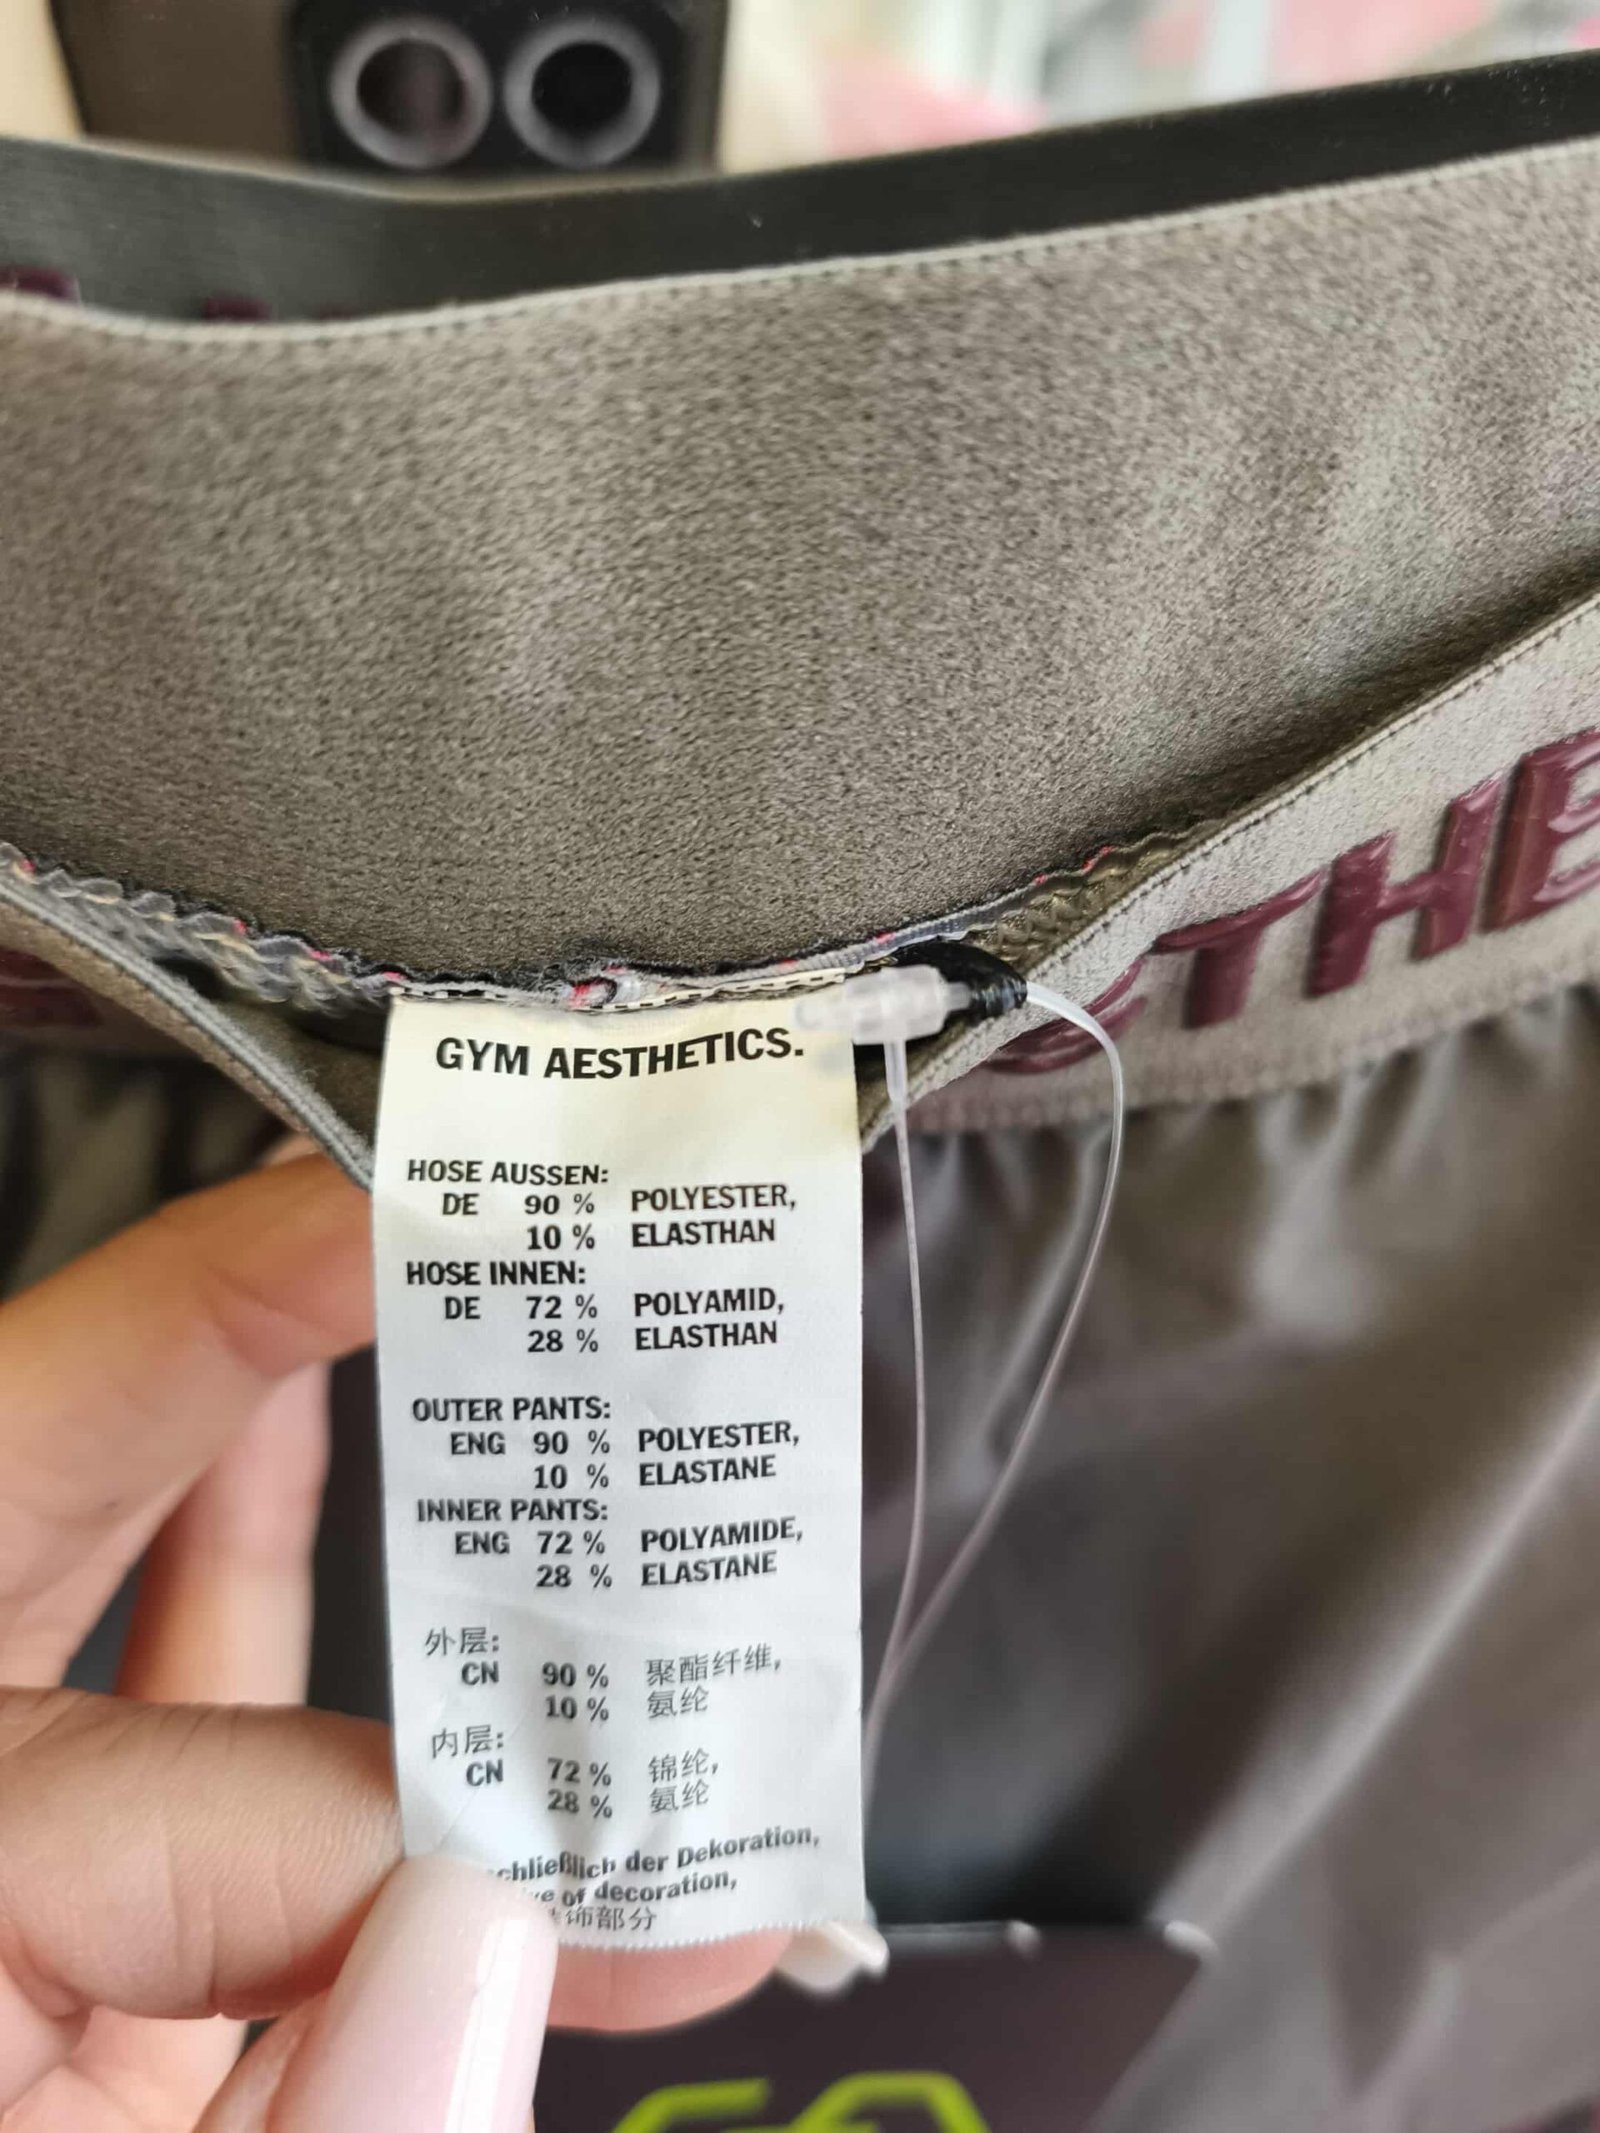 STHE
GYM AESTHETICS.
HOSE AUSSEN:
DE 90 % POLYESTER,
10 % ELASTHAN
HOSE INNEN:
DE 72 % POLYAMID,
28 % ELASTHAN
OUTER PANTS:
ENG 90 % POLYESTER,
10 % ELASTANE
INNER PANTS:
ENG 72 % POLYAMIDE,
28 % ELASTANE
外层:
CN 90 % 聚酯纤维,
10 % 氨纶
内层:
CN 72 % 锦纶,
28 % 氨纶
chließlich der Dekoration,
of decoration,
饰部分